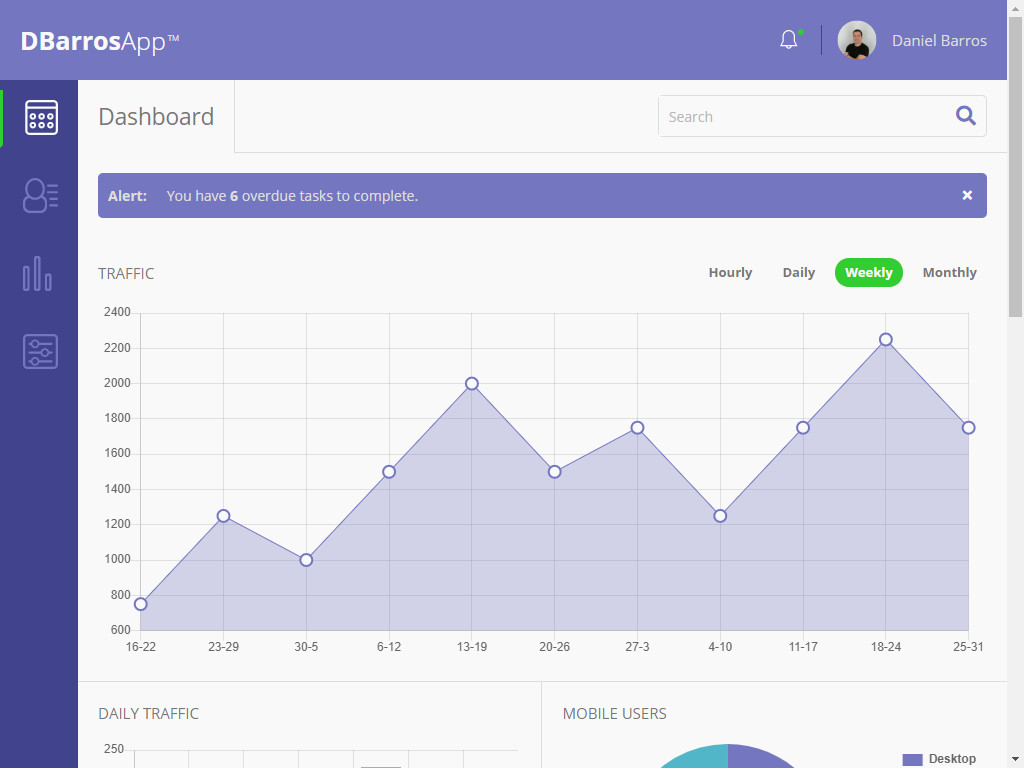 DBarrosApp™
Daniel Barros
Dashboard
Search
Alert: You have 6 overdue tasks to complete.
TRAFFIC
Hourly Daily Weekly Monthly
2400
2200
2000
1800
1600
1400
1200
1000
800
600
16-22 23-29 30-5 6-12 13-19 20-26 27-3 4-10 11-17 18-24 25-31
DAILY TRAFFIC
250
MOBILE USERS
Desktop